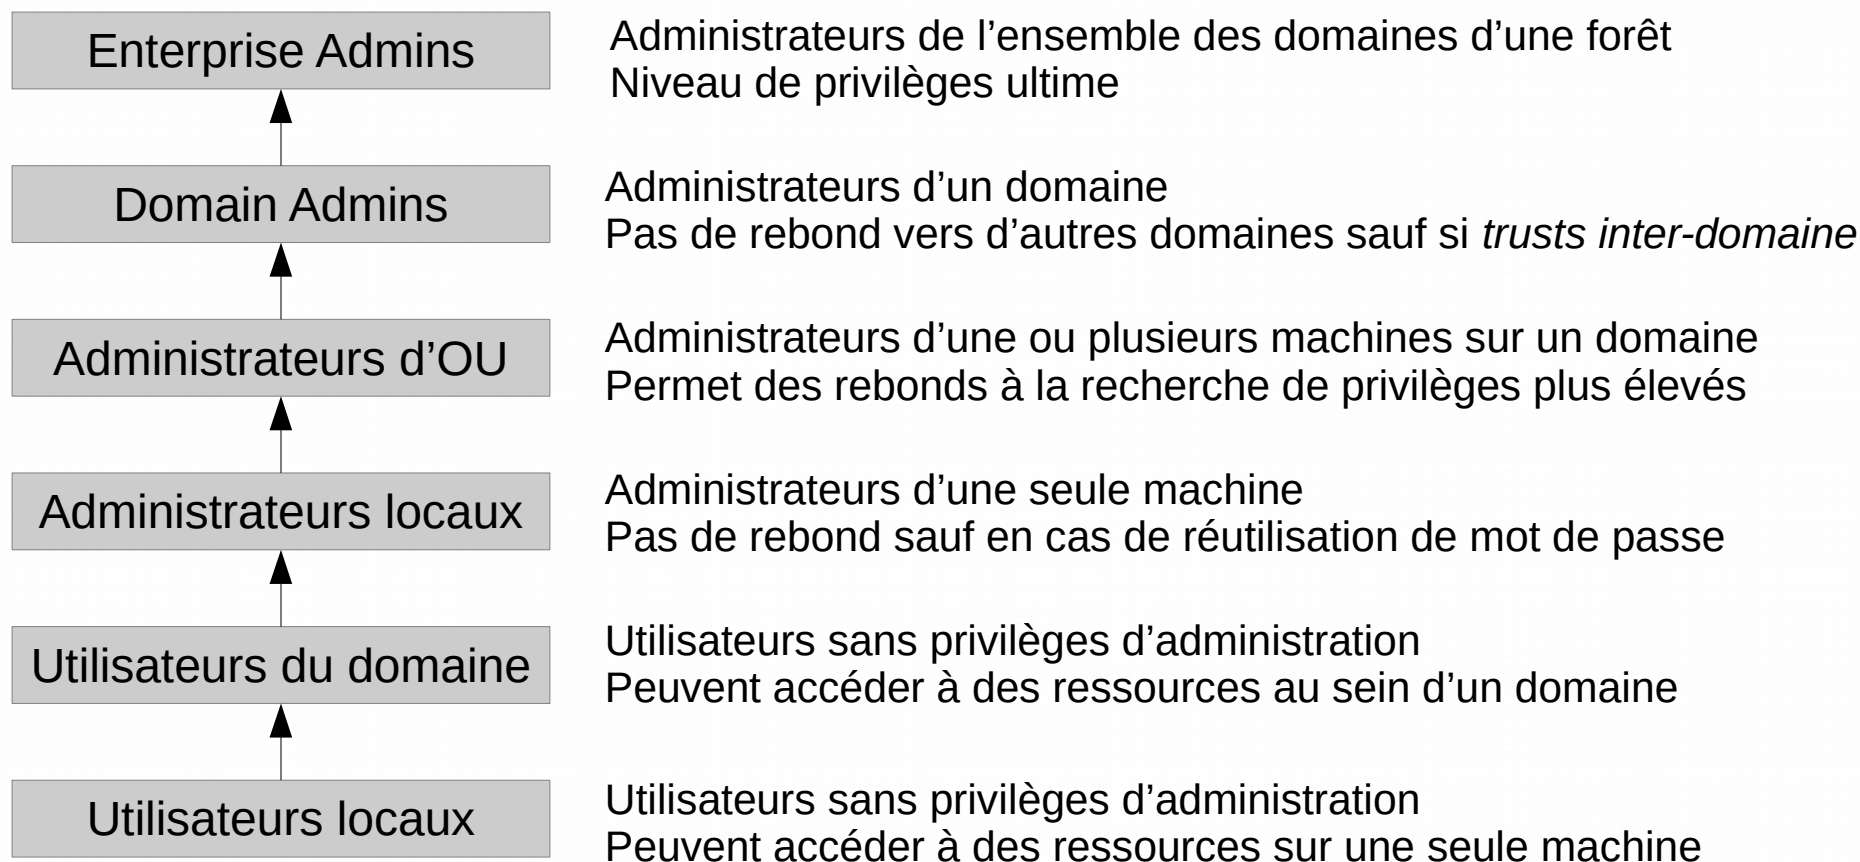 Enterprise Admins
Administrateurs de l’ensemble des domaines d’une forêt
Niveau de privilèges ultime
Domain Admins
Administrateurs d’un domaine
Pas de rebond vers d’autres domaines sauf si trusts inter-domaine
Administrateurs d’OU
Administrateurs d’une ou plusieurs machines sur un domaine
Permet des rebonds à la recherche de privilèges plus élevés
Administrateurs locaux
Administrateurs d’une seule machine
Pas de rebond sauf en cas de réutilisation de mot de passe
Utilisateurs du domaine
Utilisateurs sans privilèges d’administration
Peuvent accéder à des ressources au sein d’un domaine
Utilisateurs locaux
Utilisateurs sans privilèges d’administration
Peuvent accéder à des ressources sur une seule machine